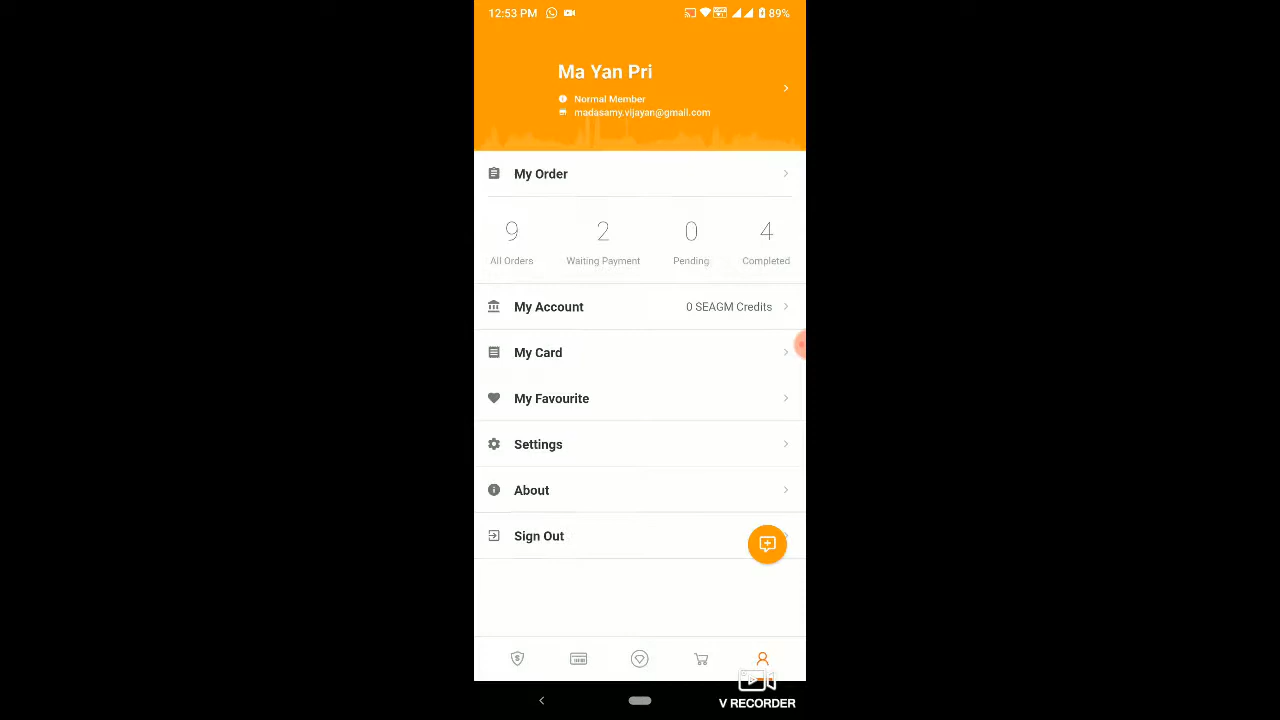 12:53 PM 89%
Ma Yan Pri
Normal Member
madasamy.vijayan@gmail.com
My Order
9 2 0 4
All Orders Waiting Payment Pending Completed
My Account 0 SEAGM Credits
My Card
My Favourite
Settings
About
Sign Out
V RECORDER